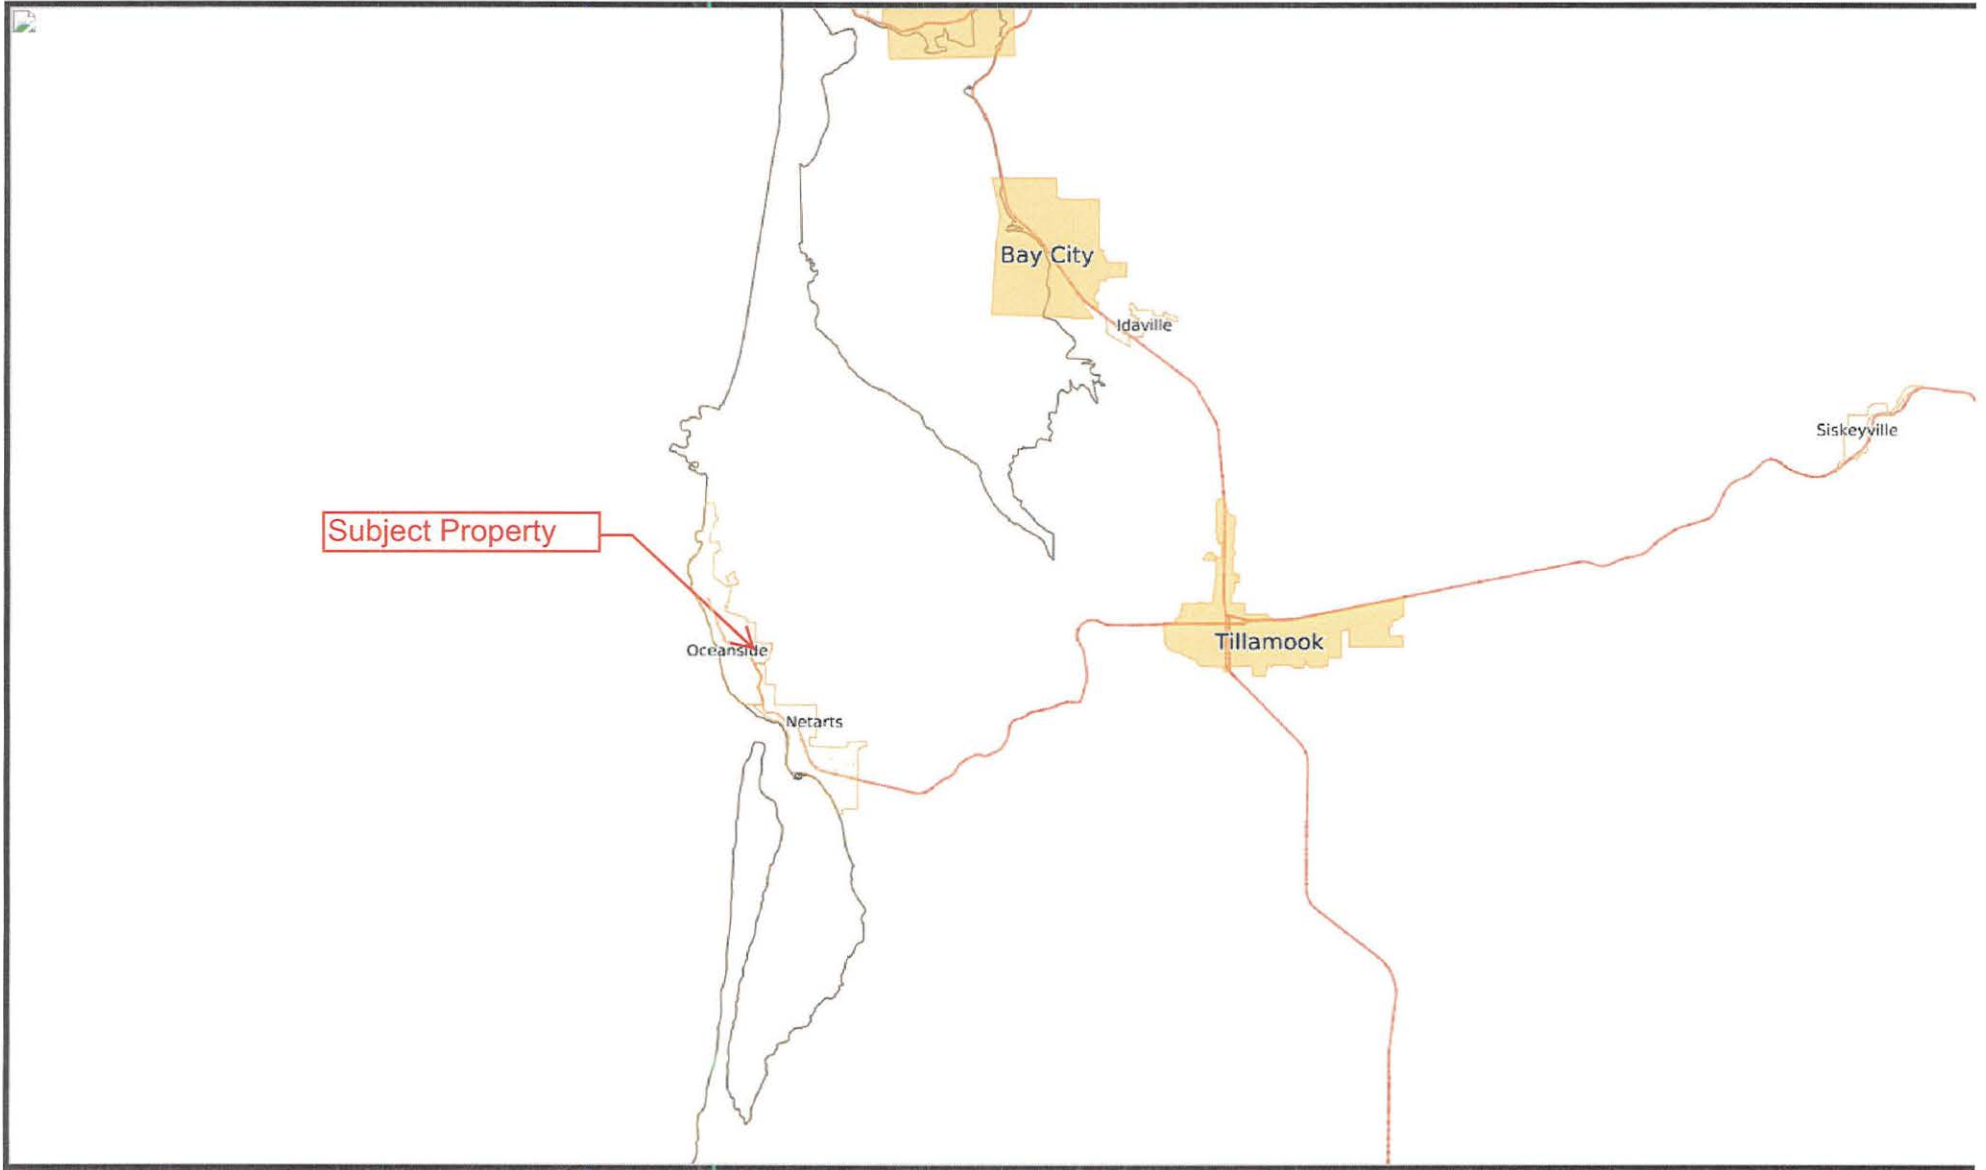 Bay City
Idaville
Siskeyville
Subject Property
Tillamook
Oceanside
Netarts